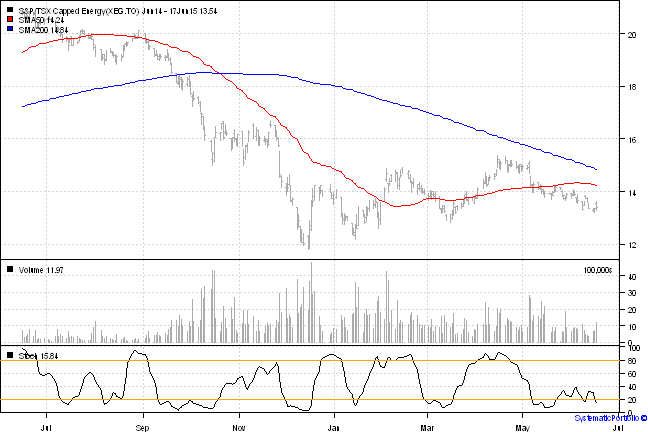 S&P/TSX Capped Energy(XEG.TO) Jun14 - 17Jun15 13.54
SMA50 14.24
SMA200 14.84
20
18
16
14
12
Volume 11.97
100,000s
40
30
20
10
0
Stoch 15.84
100
80
60
40
20
0
Jul Sep Nov Jan Mar May Jul
SystematicPortfolio ©